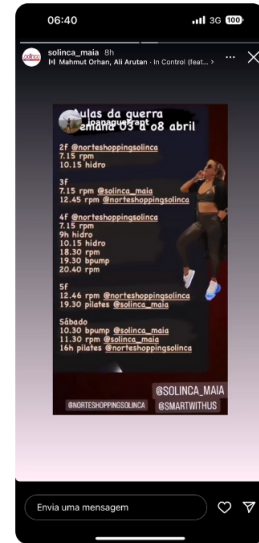 06:40
3G 100
solinca_maia 8h
Mahmut Orhan, Ali Arutan · In Control (feat... >
ulas da guerra
emana 03 a 08 abril
2f @norteshoppingsolinca
7.15 rpm
10.15 hidro
3f
7.15 rpm @solinca_maia
12.45 rpm @norteshoppingsolinca
4f @norteshoppingsolinca
7.15 rpm
9h hidro
10.15 hidro
18.30 rpm
19.30 bpump
20.40 rpm
5f
12.46 rpm @norteshoppingsolinca
19.30 pilates @solinca_maia
Sábado
10.30 bpump @solinca_maia
11.30 rpm @solinca_maia
16h pilates @norteshoppingsolinca
@SOLINCA_MAIA
@NORTESHOPPINGSOLINCA @SMARTWITHUS
Envia uma mensagem